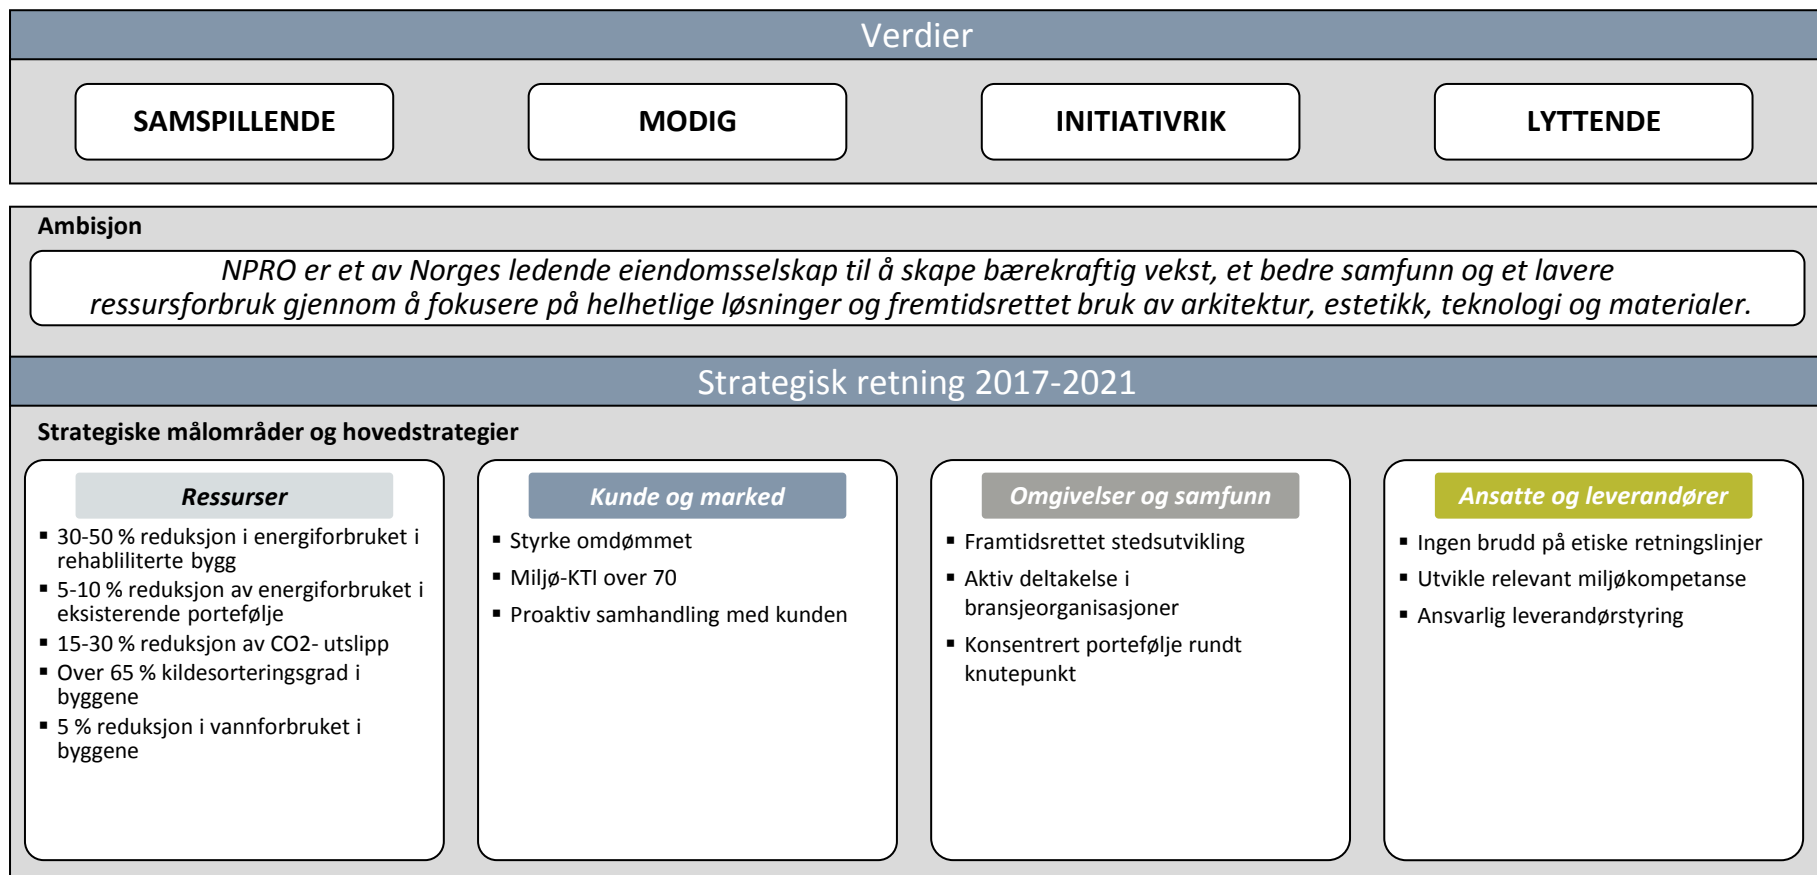 Verdier
SAMSPILLENDE
MODIG
INITIATIVRIK
LYTTENDE
Ambisjon
NPRO er et av Norges ledende eiendomsselskap til å skape bærekraftig vekst, et bedre samfunn og et lavere
ressursforbruk gjennom å fokusere på helhetlige løsninger og fremtidsrettet bruk av arkitektur, estetikk, teknologi og materialer.
Strategisk retning 2017-2021
Strategiske målområder og hovedstrategier
Ressurser
▪ 30-50 % reduksjon i energiforbruket i
rehabliliterte bygg
▪ 5-10 % reduksjon av energiforbruket i
eksisterende portefølje
▪ 15-30 % reduksjon av CO2- utslipp
▪ Over 65 % kildesorteringsgrad i
byggene
▪ 5 % reduksjon i vannforbruket i
byggene
Kunde og marked
▪ Styrke omdømmet
▪ Miljø-KTI over 70
▪ Proaktiv samhandling med kunden
Omgivelser og samfunn
▪ Framtidsrettet stedsutvikling
▪ Aktiv deltakelse i
bransjeorganisasjoner
▪ Konsentrert portefølje rundt
knutepunkt
Ansatte og leverandører
▪ Ingen brudd på etiske retningslinjer
▪ Utvikle relevant miljøkompetanse
▪ Ansvarlig leverandørstyring